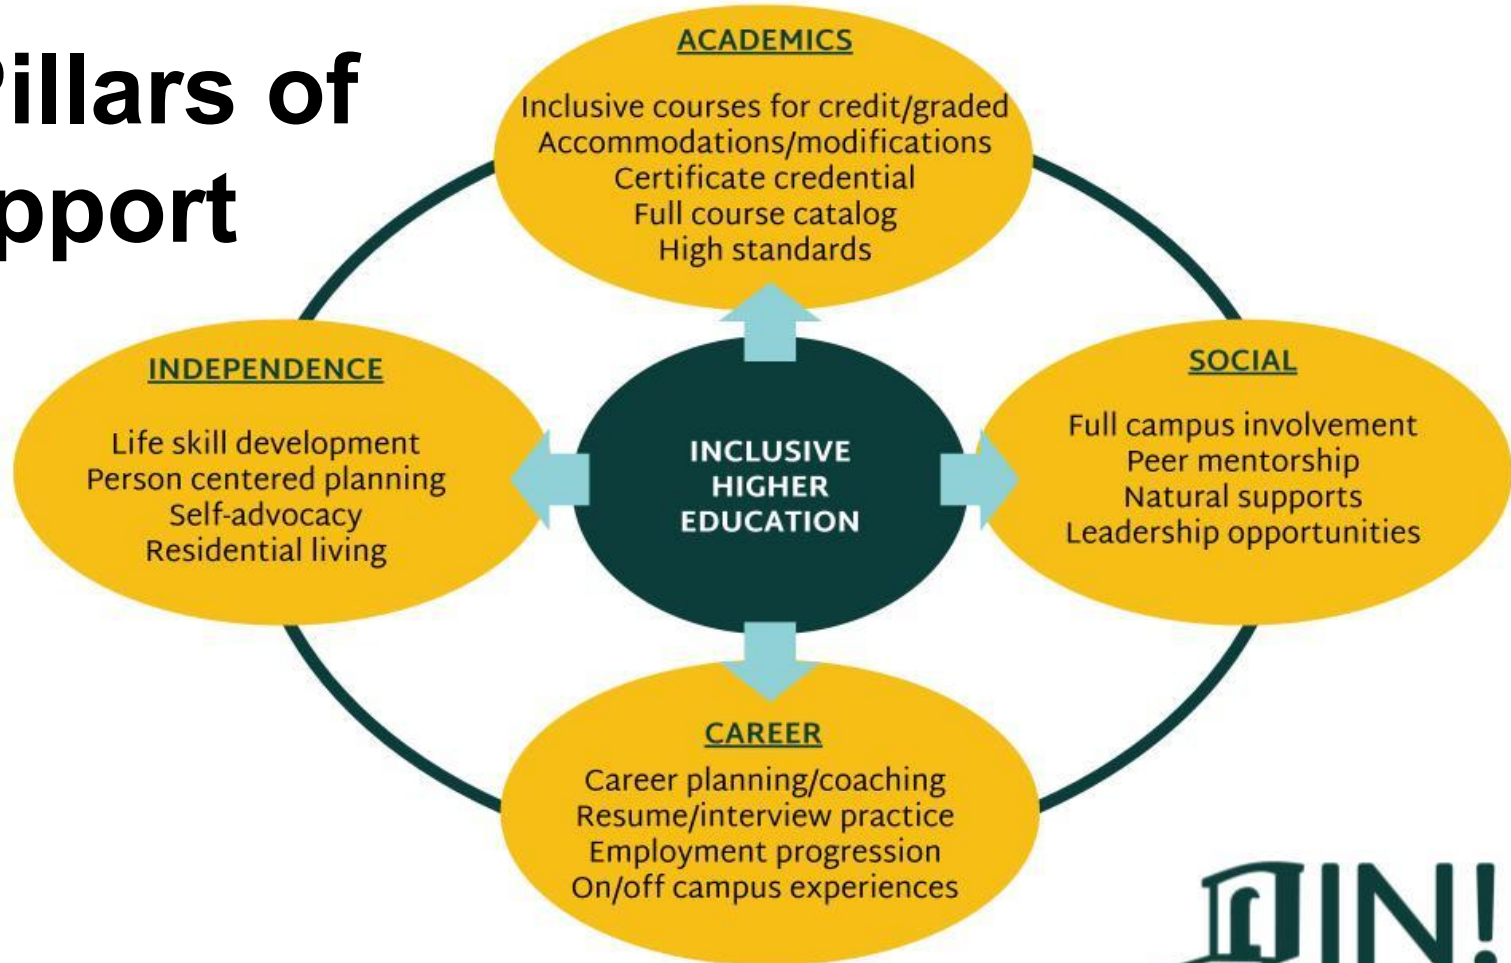 Pillars of
pport
ACADEMICS
Inclusive courses for credit/graded
Accommodations/modifications
Certificate credential
Full course catalog
High standards
INDEPENDENCE
Life skill development
Person centered planning
Self-advocacy
Residential living
INCLUSIVE
HIGHER
EDUCATION
SOCIAL
Full campus involvement
Peer mentorship
Natural supports
Leadership opportunities
CAREER
Career planning/coaching
Resume/interview practice
Employment progression
On/off campus experiences
IN!